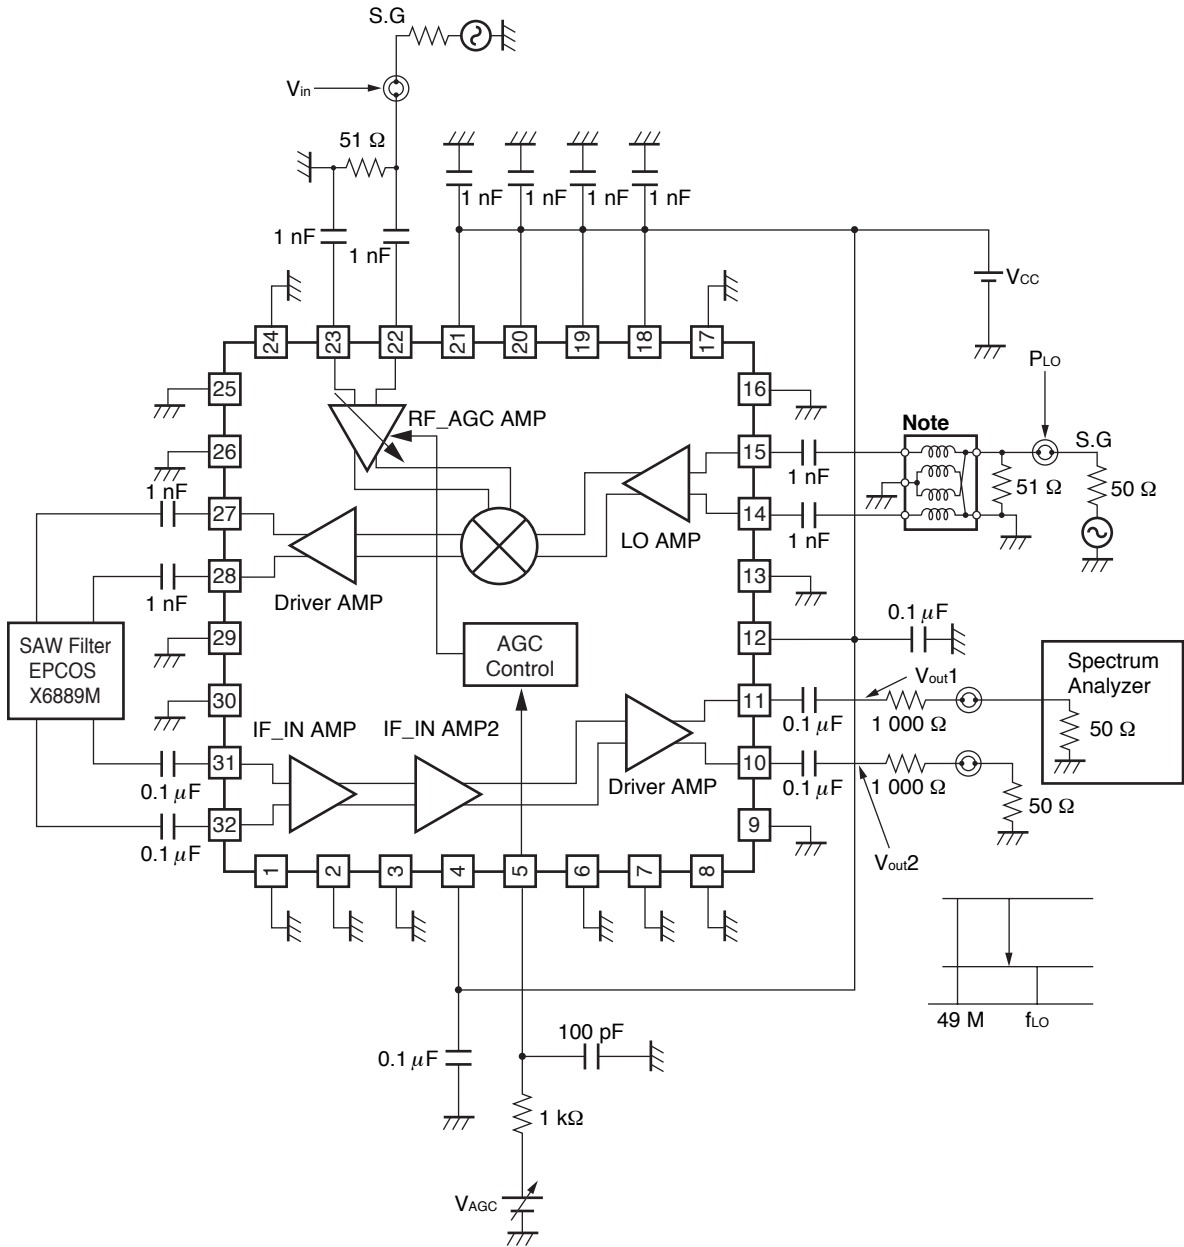 S.G
Vin
51 Ω
1 nF
1 nF
1 nF
1 nF
1 nF
1 nF
VCC
24
23
22
21
20
19
18
17
PLO
S.G
25
26
27
28
29
30
31
32
16
15
14
13
12
11
10
9
1 nF
1 nF
RF_AGC AMP
LO AMP
Driver AMP
Note
1 nF
1 nF
51 Ω
50 Ω
SAW Filter
EPCOS
X6889M
AGC
Control
0.1 μF
Vout1
Spectrum
Analyzer
0.1 μF
1 000 Ω
50 Ω
IF_IN AMP
IF_IN AMP2
Driver AMP
0.1 μF
0.1 μF
0.1 μF
1 000 Ω
50 Ω
Vout2
1
2
3
4
5
6
7
8
49 M
fLO
0.1 μF
100 pF
1 kΩ
VAGC